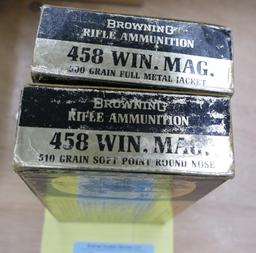 BROWNING
RIFLE AMMUNITION
458 WIN. MAG.
500 GRAIN FULL METAL JACKET
BROWNING
RIFLE AMMUNITION
458 WIN. MAG.
510 GRAIN SOFT POINT ROUND NOSE